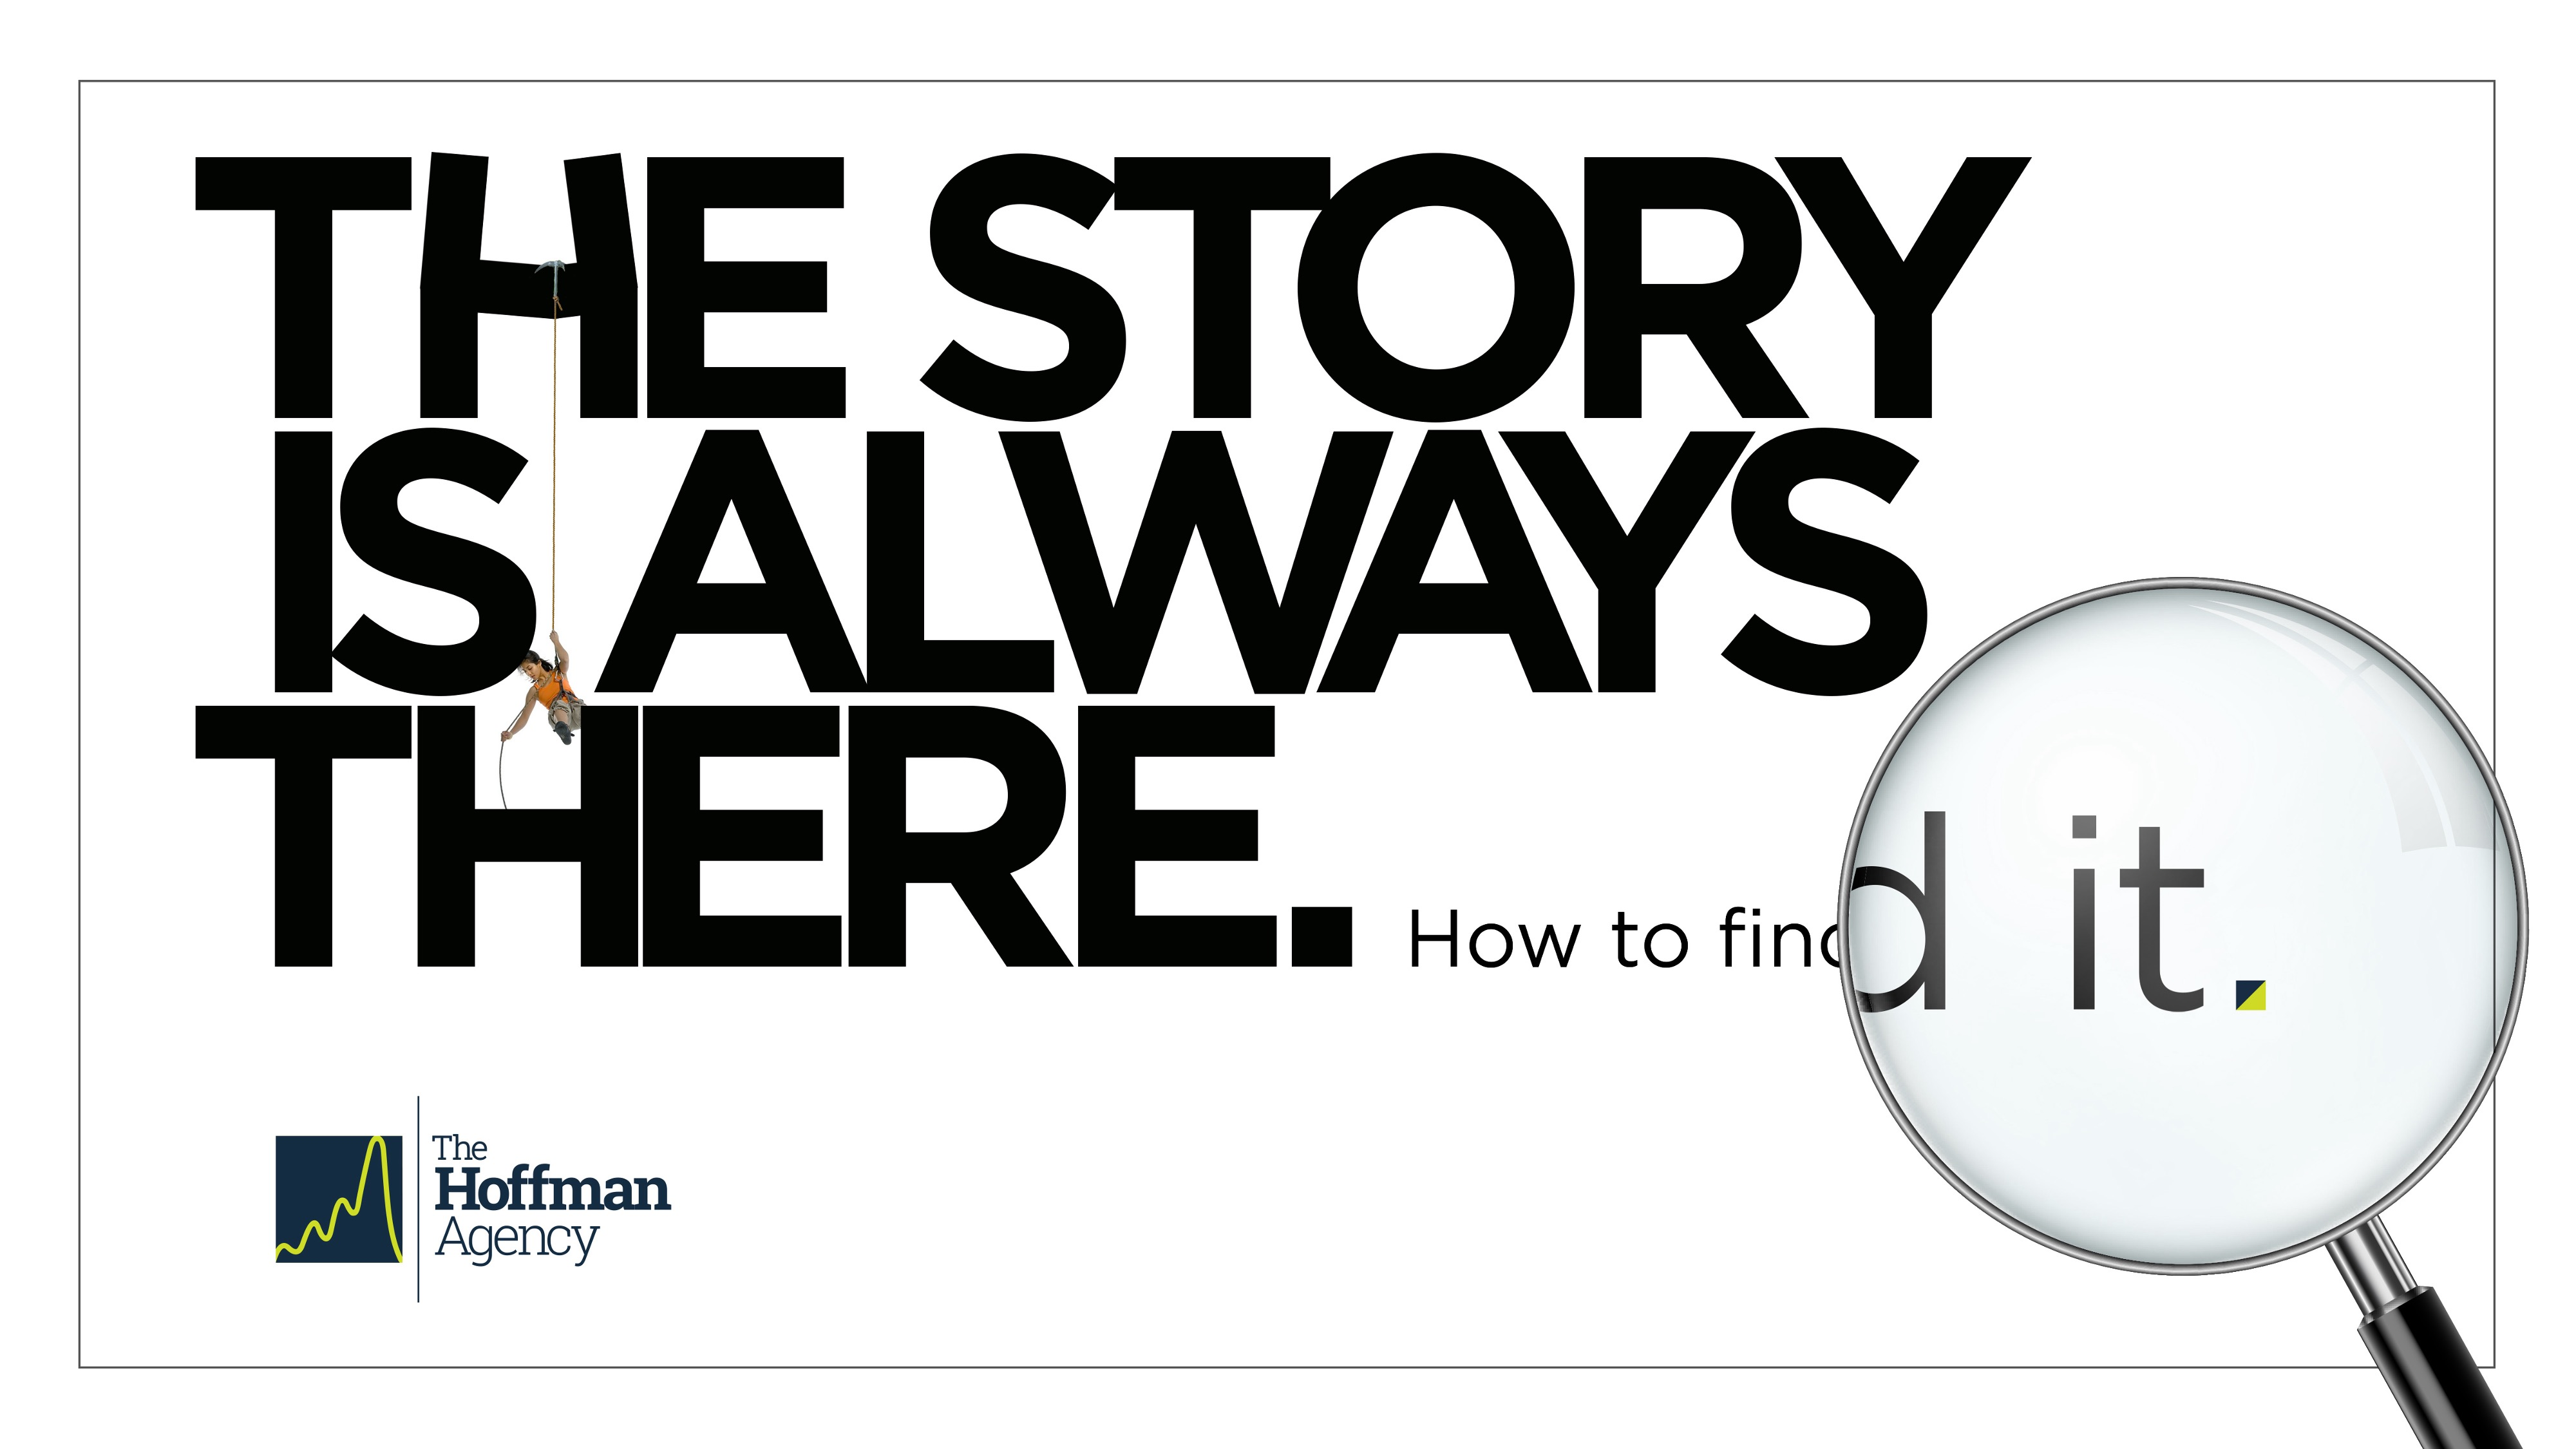 THE STORY
IS ALWAYS
THERE.
How to find it.
The
Hoffman
Agency